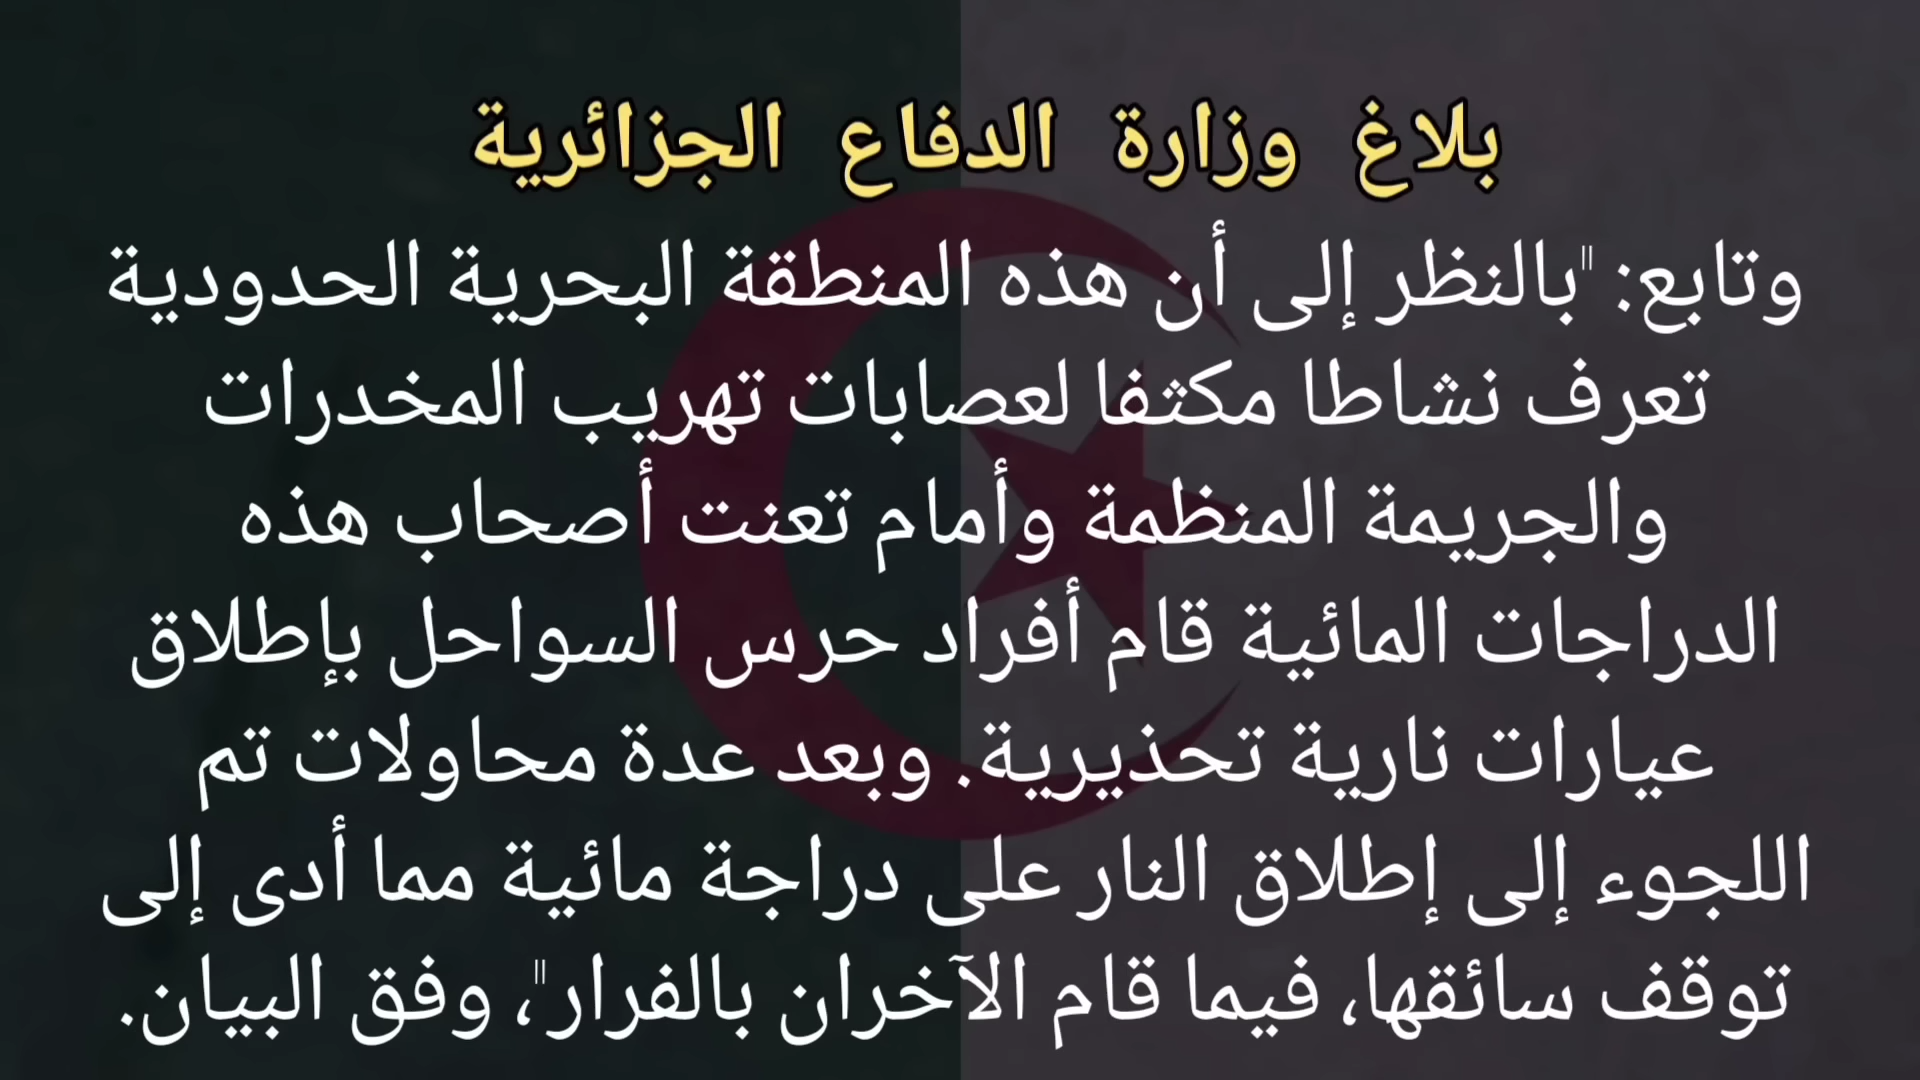 بلاغ وزارة الدفاع الجزائرية
وتابع: "بالنظر إلى أن هذه المنطقة البحرية الحدودية
تعرف نشاطا مكثفا لعصابات تهريب المخدرات
والجريمة المنظمة وأمام تعنت أصحاب هذه
الدراجات المائية قام أفراد حرس السواحل بإطلاق
عيارات نارية تحذيرية. وبعد عدة محاولات تم
اللجوء إلى إطلاق النار على دراجة مائية مما أدى إلى
توقف سائقها، فيما قام الآخران بالفرار"، وفق البيان.